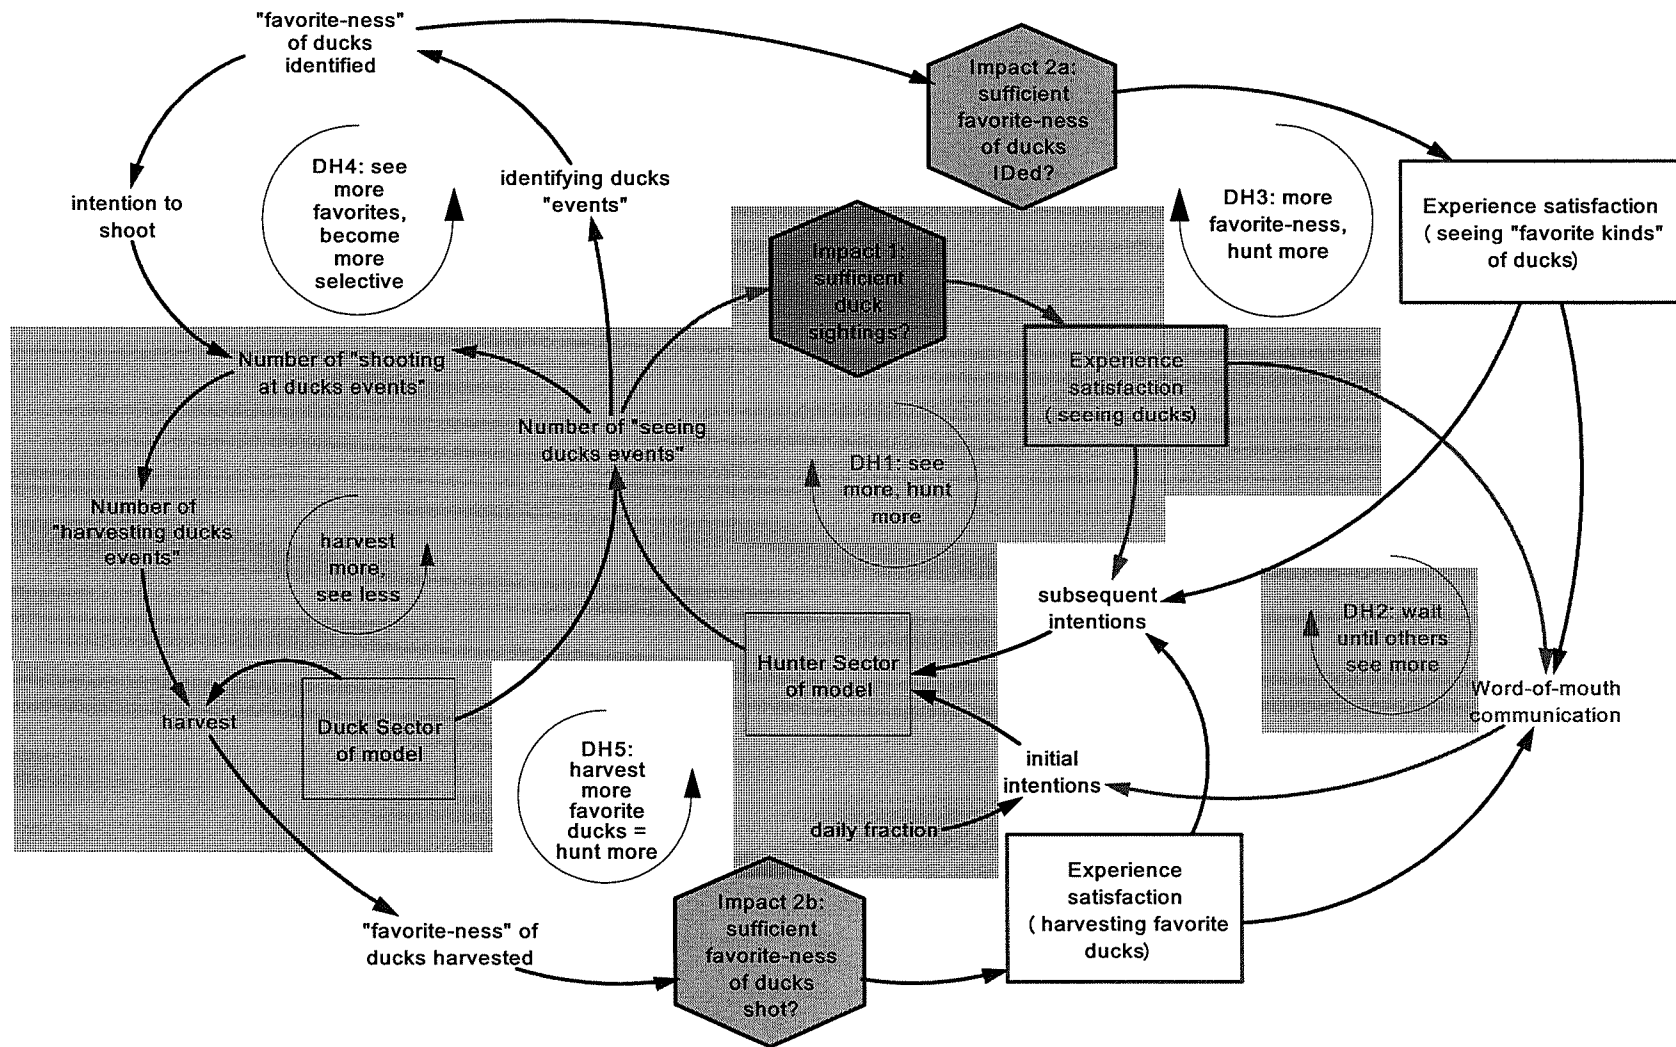 "favorite-ness"
of ducks
identified
Impact 2a:
sufficient
favorite-ness
of ducks
IDed?
DH4: see
more
favorites,
become
more
selective
identifying ducks
"events"
intention to
shoot
DH3: more
favorite-ness,
hunt more
Experience satisfaction
( seeing "favorite kinds"
of ducks)
Impact 1:
sufficient
duck
sightings?
Number of "shooting
at ducks events"
Experience
satisfaction
( seeing ducks)
Number of "seeing
ducks events"
DH1: see
more, hunt
more
Number of
"harvesting ducks
events"
harvest
more,
see less
subsequent
intentions
DH2: wait
until others
see more
Hunter Sector
of model
Word-of-mouth
communication
harvest
Duck Sector
of model
DH5:
harvest
more
favorite
ducks =
hunt more
initial
intentions
daily fraction
Experience
satisfaction
( harvesting favorite
ducks)
Impact 2b:
sufficient
favorite-ness
of ducks
shot?
"favorite-ness" of
ducks harvested